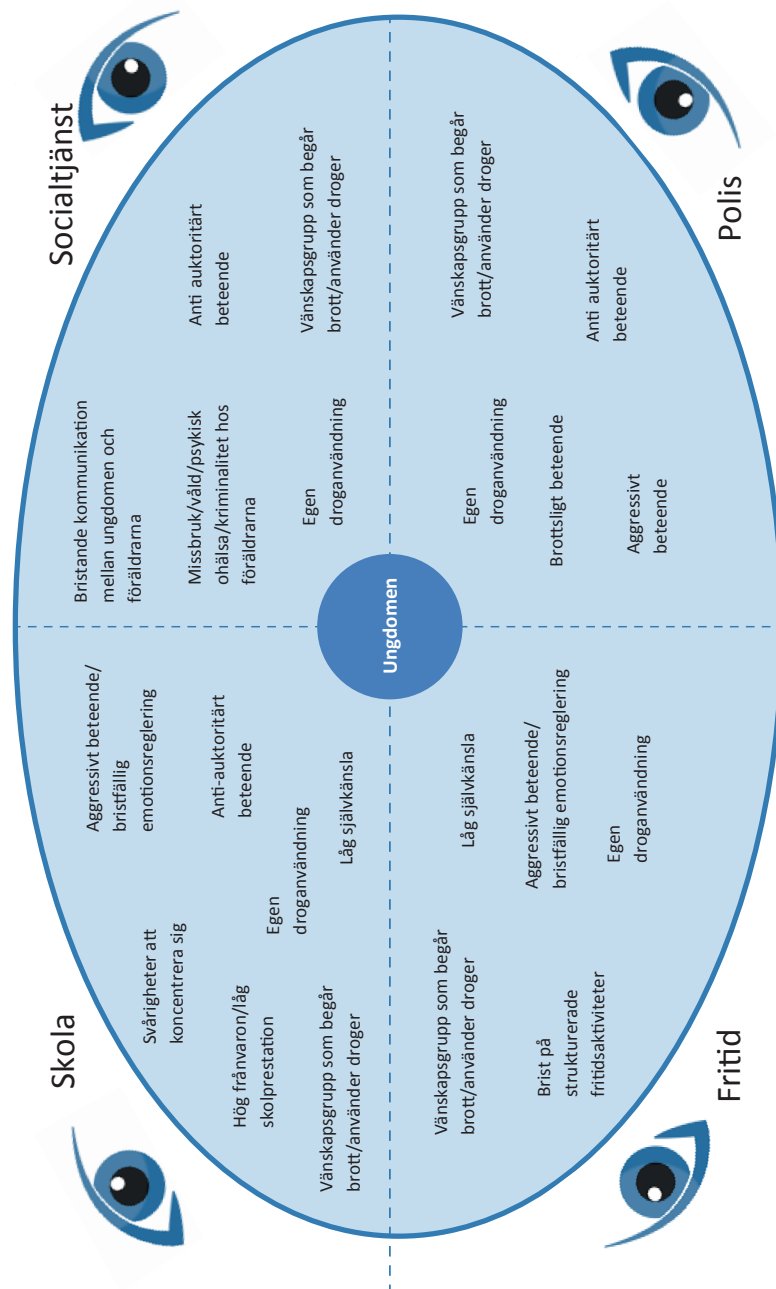 Skola
Aggressivt beteende/
bristfällig
emotionsreglering
Svårigheter att
koncentrera sig
Anti-auktoritärt
beteende
Hög frånvaron/låg
skolprestation
Egen
droganvändning
Vänskapsgrupp som begår
brott/använder droger
Låg självkänsla
Socialtjänst
Bristande kommunikation
mellan ungdomen och
föräldrarna
Anti auktoritärt
beteende
Missbruk/våld/psykisk
ohälsa/kriminalitet hos
föräldrarna
Vänskapsgrupp som begår
brott/använder droger
Egen
droganvändning
Ungdomen
Fritid
Vänskapsgrupp som begår
brott/använder droger
Låg självkänsla
Aggressivt beteende/
bristfällig emotionsreglering
Brist på
strukturerade
fritidsaktiviteter
Egen
droganvändning
Polis
Vänskapsgrupp som begår
brott/använder droger
Egen
droganvändning
Brottsligt beteende
Anti auktoritärt
beteende
Aggressivt
beteende